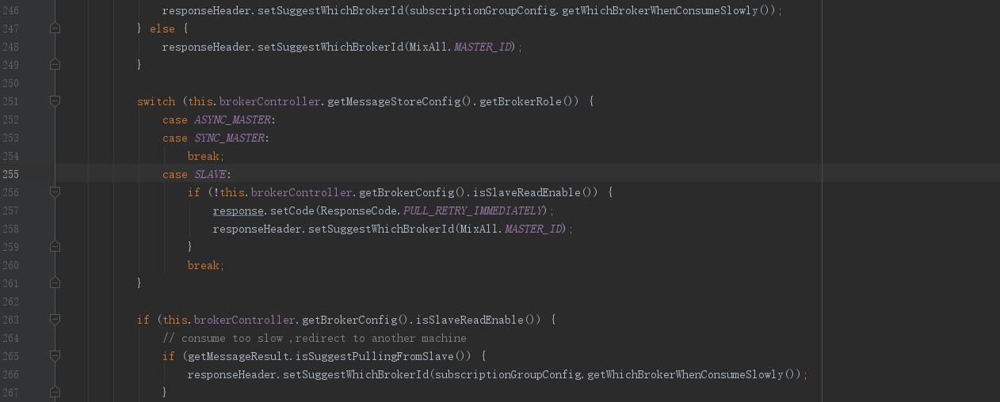 246 responseHeader.setSuggestWhichBrokerId(subscriptionGroupConfig.getWhichBrokerWhenConsumeSlowly());
247 } else {
248 responseHeader.setSuggestWhichBrokerId(MixAll.MASTER_ID);
249 }
250
251 switch (this.brokerController.getMessageStoreConfig().getBrokerRole()) {
252 case ASYNC_MASTER:
253 case SYNC_MASTER:
254 break;
255 case SLAVE:
256 if (!this.brokerController.getBrokerConfig().isSlaveReadEnable()) {
257 response.setCode(ResponseCode.PULL_RETRY_IMMEDIATELY);
258 responseHeader.setSuggestWhichBrokerId(MixAll.MASTER_ID);
259 }
260 break;
261 }
262
263 if (this.brokerController.getBrokerConfig().isSlaveReadEnable()) {
264 // consume too slow ,redirect to another machine
265 if (getMessageResult.isSuggestPullingFromSlave()) {
266 responseHeader.setSuggestWhichBrokerId(subscriptionGroupConfig.getWhichBrokerWhenConsumeSlowly());
267 }